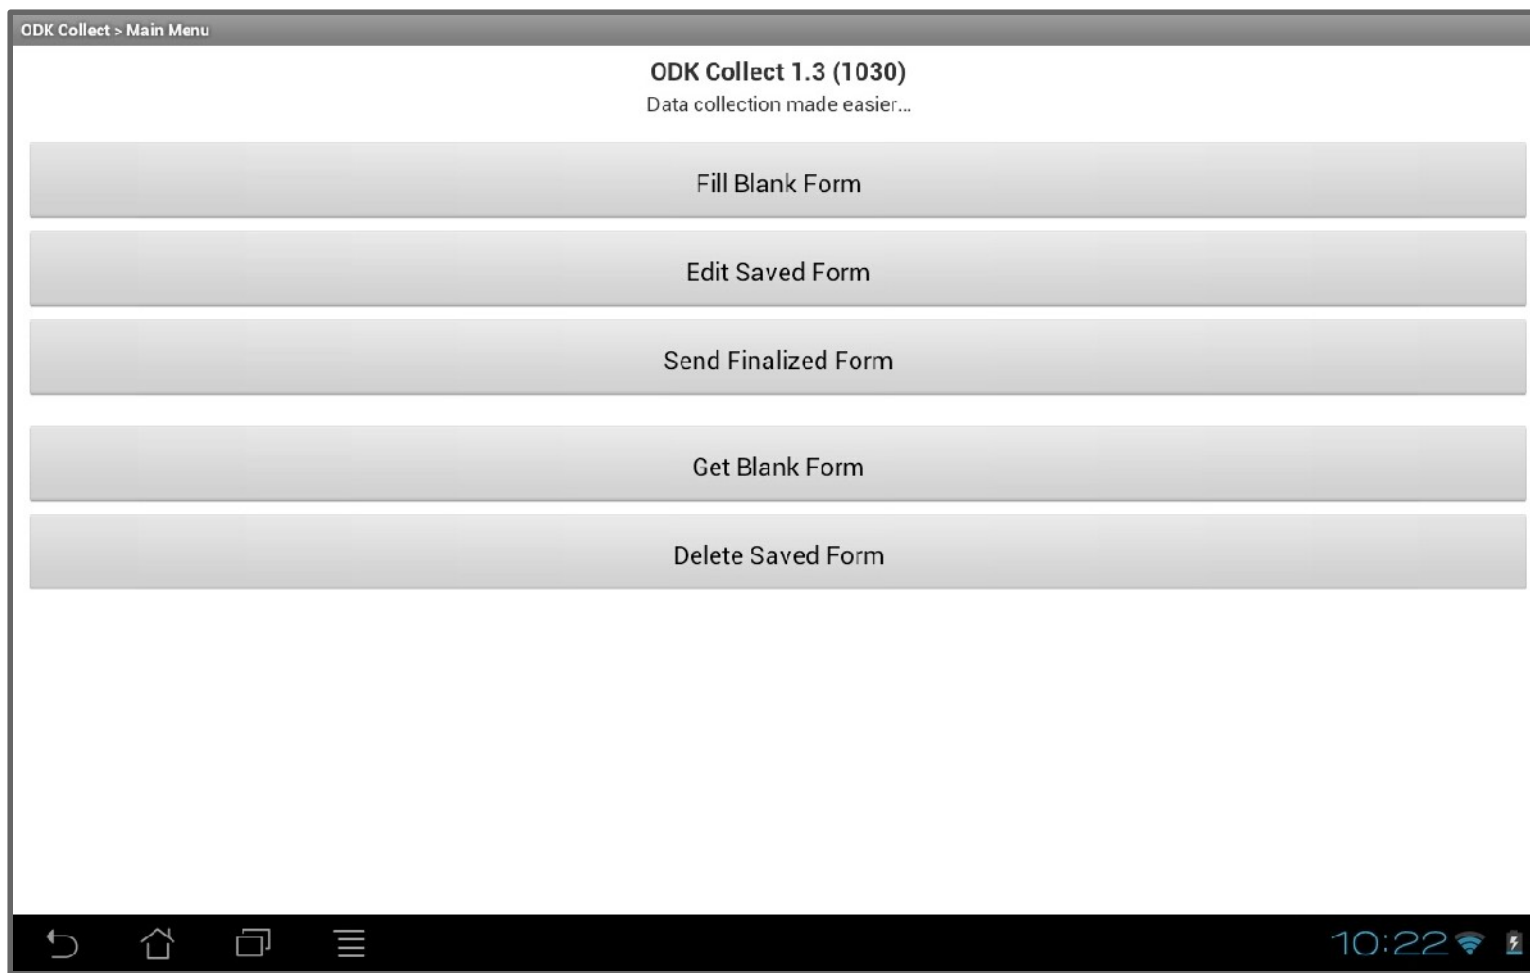 ODK Collect > Main Menu
ODK Collect 1.3 (1030)
Data collection made easier...
Fill Blank Form
Edit Saved Form
Send Finalized Form
Get Blank Form
Delete Saved Form
10:22